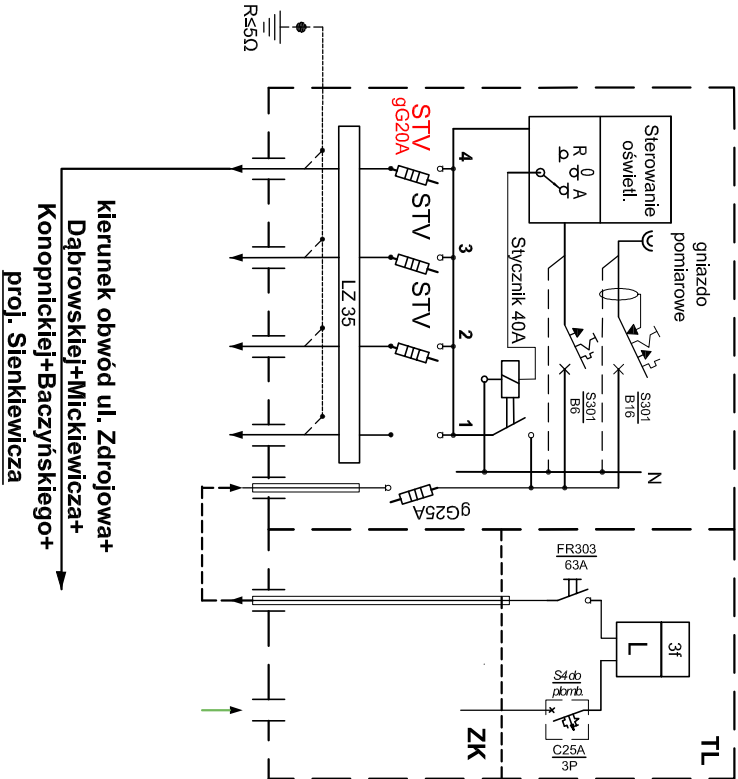 R≤5Ω
STV
gG20A
STV
STV
4
3
2
1
LZ 35
Sterowanie
oświetl.
R
0
A
gniazdo
pomiarowe
Stycznik 40A
S301
B6
S301
B16
N
gG25A
FR303
63A
3f
L
S4 do
plomb.
C25A
3P
ZK
TL
kierunek obwód ul. Zdrojowa+
Dąbrowskiej+Mickiewicza+
Konopnickiej+Baczyńskiego+
proj. Sienkiewicza